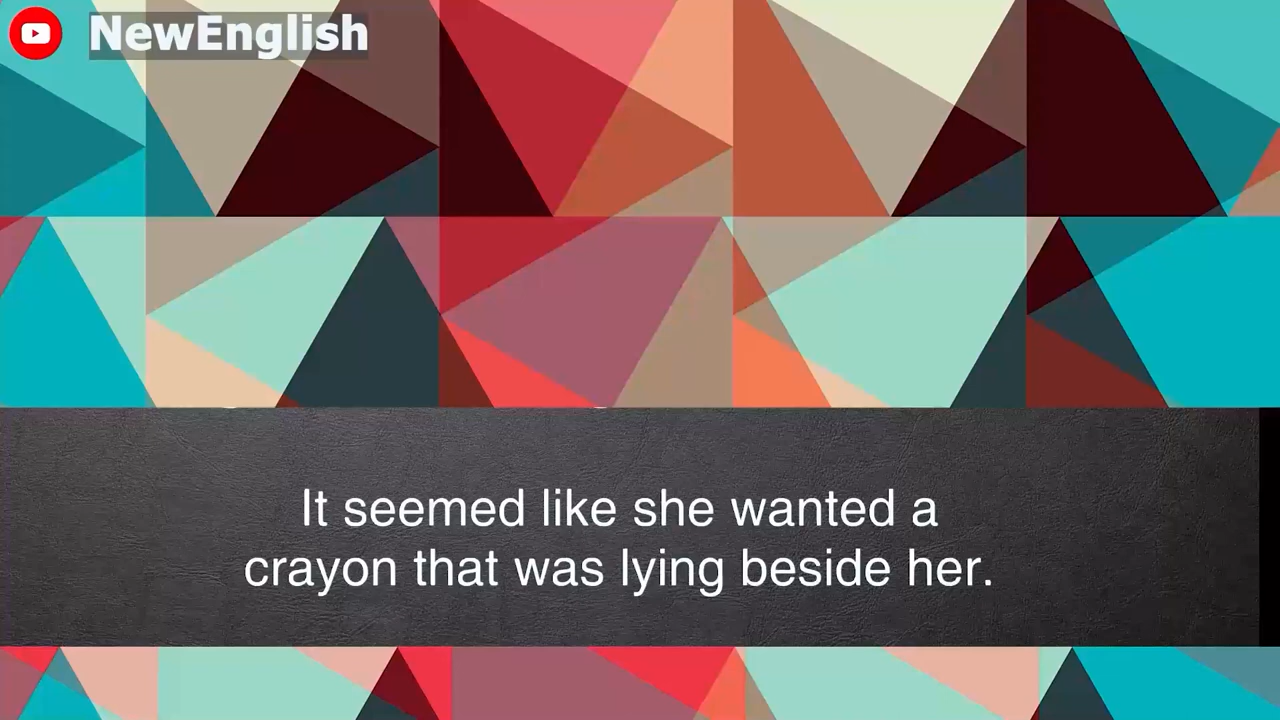 NewEnglish
It seemed like she wanted a
crayon that was lying beside her.